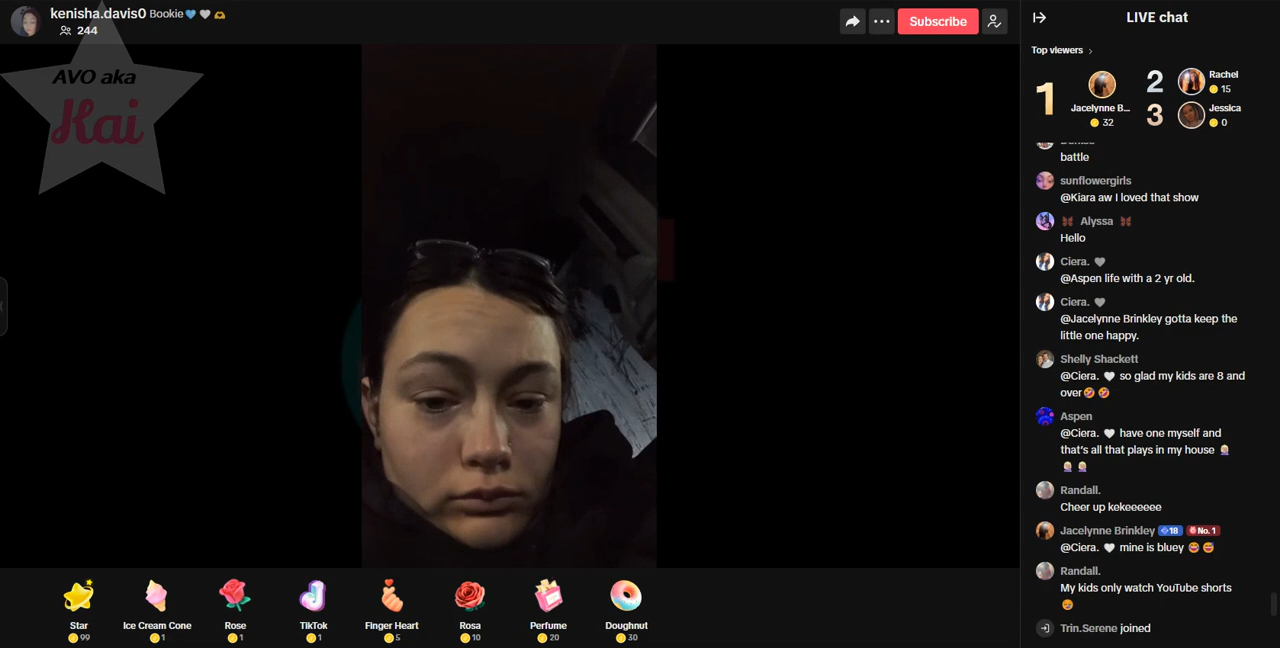 kenisha.davis0 Bookie💙🤍🫶
244
Subscribe
AVO aka
Kai
LIVE chat
Top viewers
1
Jacelynne B...
32
2
Rachel
15
3
Jessica
0
battle
sunflowergirls
@Kiara aw I loved that show
Alyssa
Hello
Ciera. 🤍
@Aspen life with a 2 yr old.
Ciera. 🤍
@Jacelynne Brinkley gotta keep the
little one happy.
Shelly Shackett
@Ciera. 🤍 so glad my kids are 8 and
over🤣🤣
Aspen
@Ciera. 🤍 have one myself and
that's all that plays in my house
Randall.
Cheer up kekeeeeee
Jacelynne Brinkley 18 No. 1
@Ciera. 🤍 mine is bluey
Randall.
My kids only watch YouTube shorts
Trin.Serene joined
Star
99
Ice Cream Cone
1
Rose
1
TikTok
1
Finger Heart
5
Rosa
10
Perfume
20
Doughnut
30